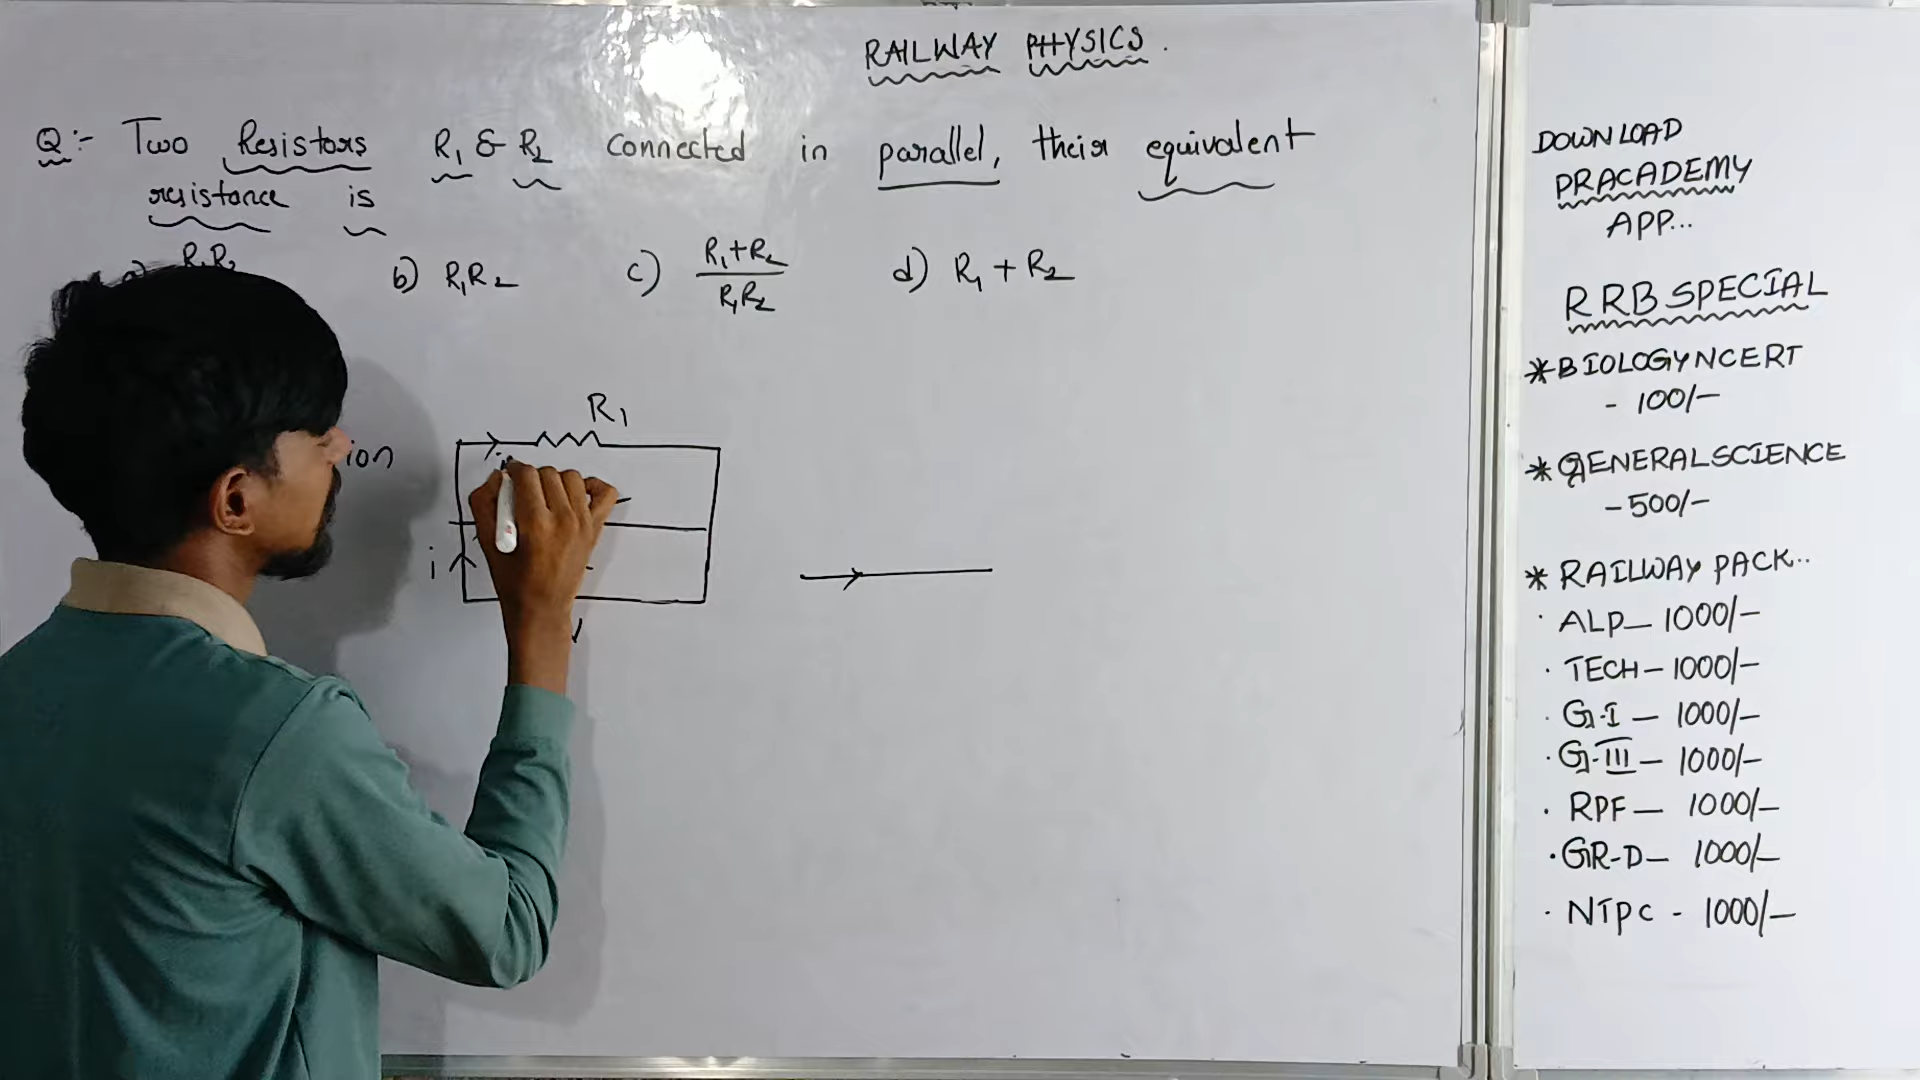 RAILWAY PHYSICS.
Q:- Two Resistors R₁ & R₂ connected in parallel, their equivalent
resistance is
a) R₁R₂
b) R₁R₂
c) R₁+R₂
R₁R₂
d) R₁ + R₂
R₁
i
DOWNLOAD
PRACADEMY
APP...
RRB SPECIAL
*BIOLOGY NCERT
- 100/-
*GENERAL SCIENCE
- 500/-
* RAILWAY PACK..
· ALP - 1000/-
· TECH - 1000/-
· G-I - 1000/-
· G-III - 1000/-
· RPF - 1000/-
· GR-D - 1000/-
· NTPC - 1000/-